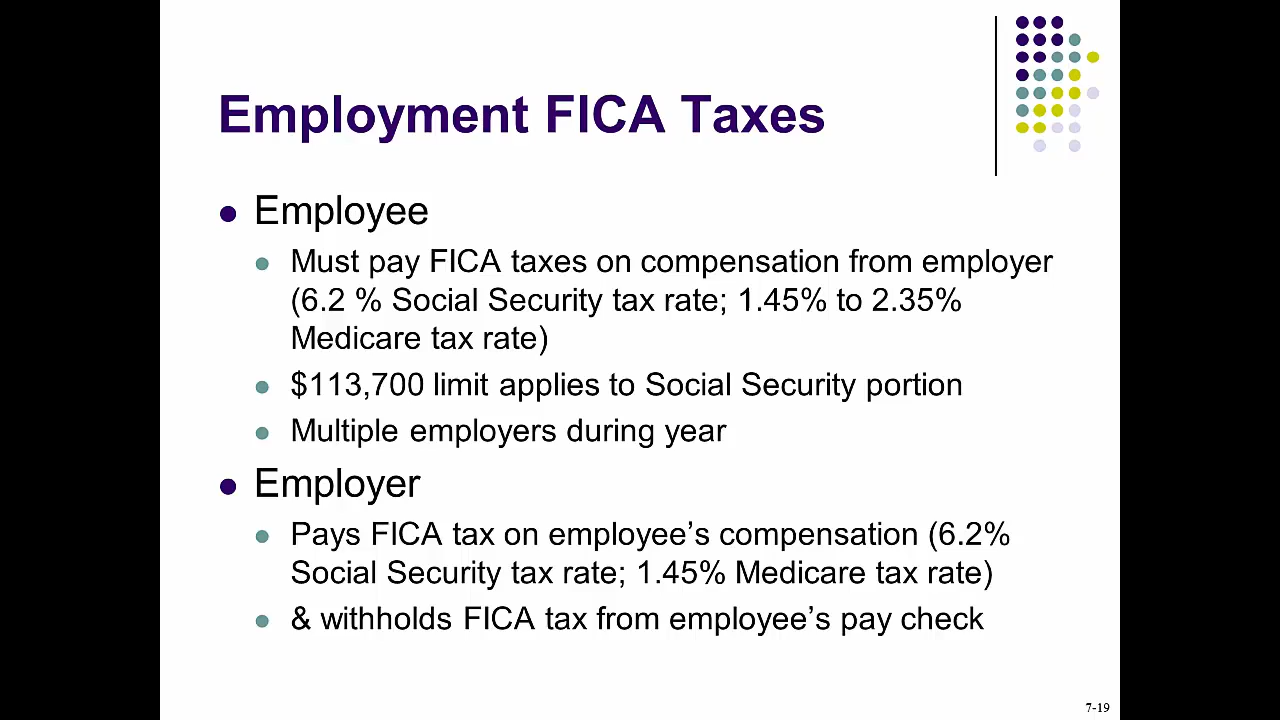 Employment FICA Taxes
Employee
Must pay FICA taxes on compensation from employer
(6.2 % Social Security tax rate; 1.45% to 2.35%
Medicare tax rate)
$113,700 limit applies to Social Security portion
Multiple employers during year
Employer
Pays FICA tax on employee’s compensation (6.2%
Social Security tax rate; 1.45% Medicare tax rate)
& withholds FICA tax from employee’s pay check
7-19